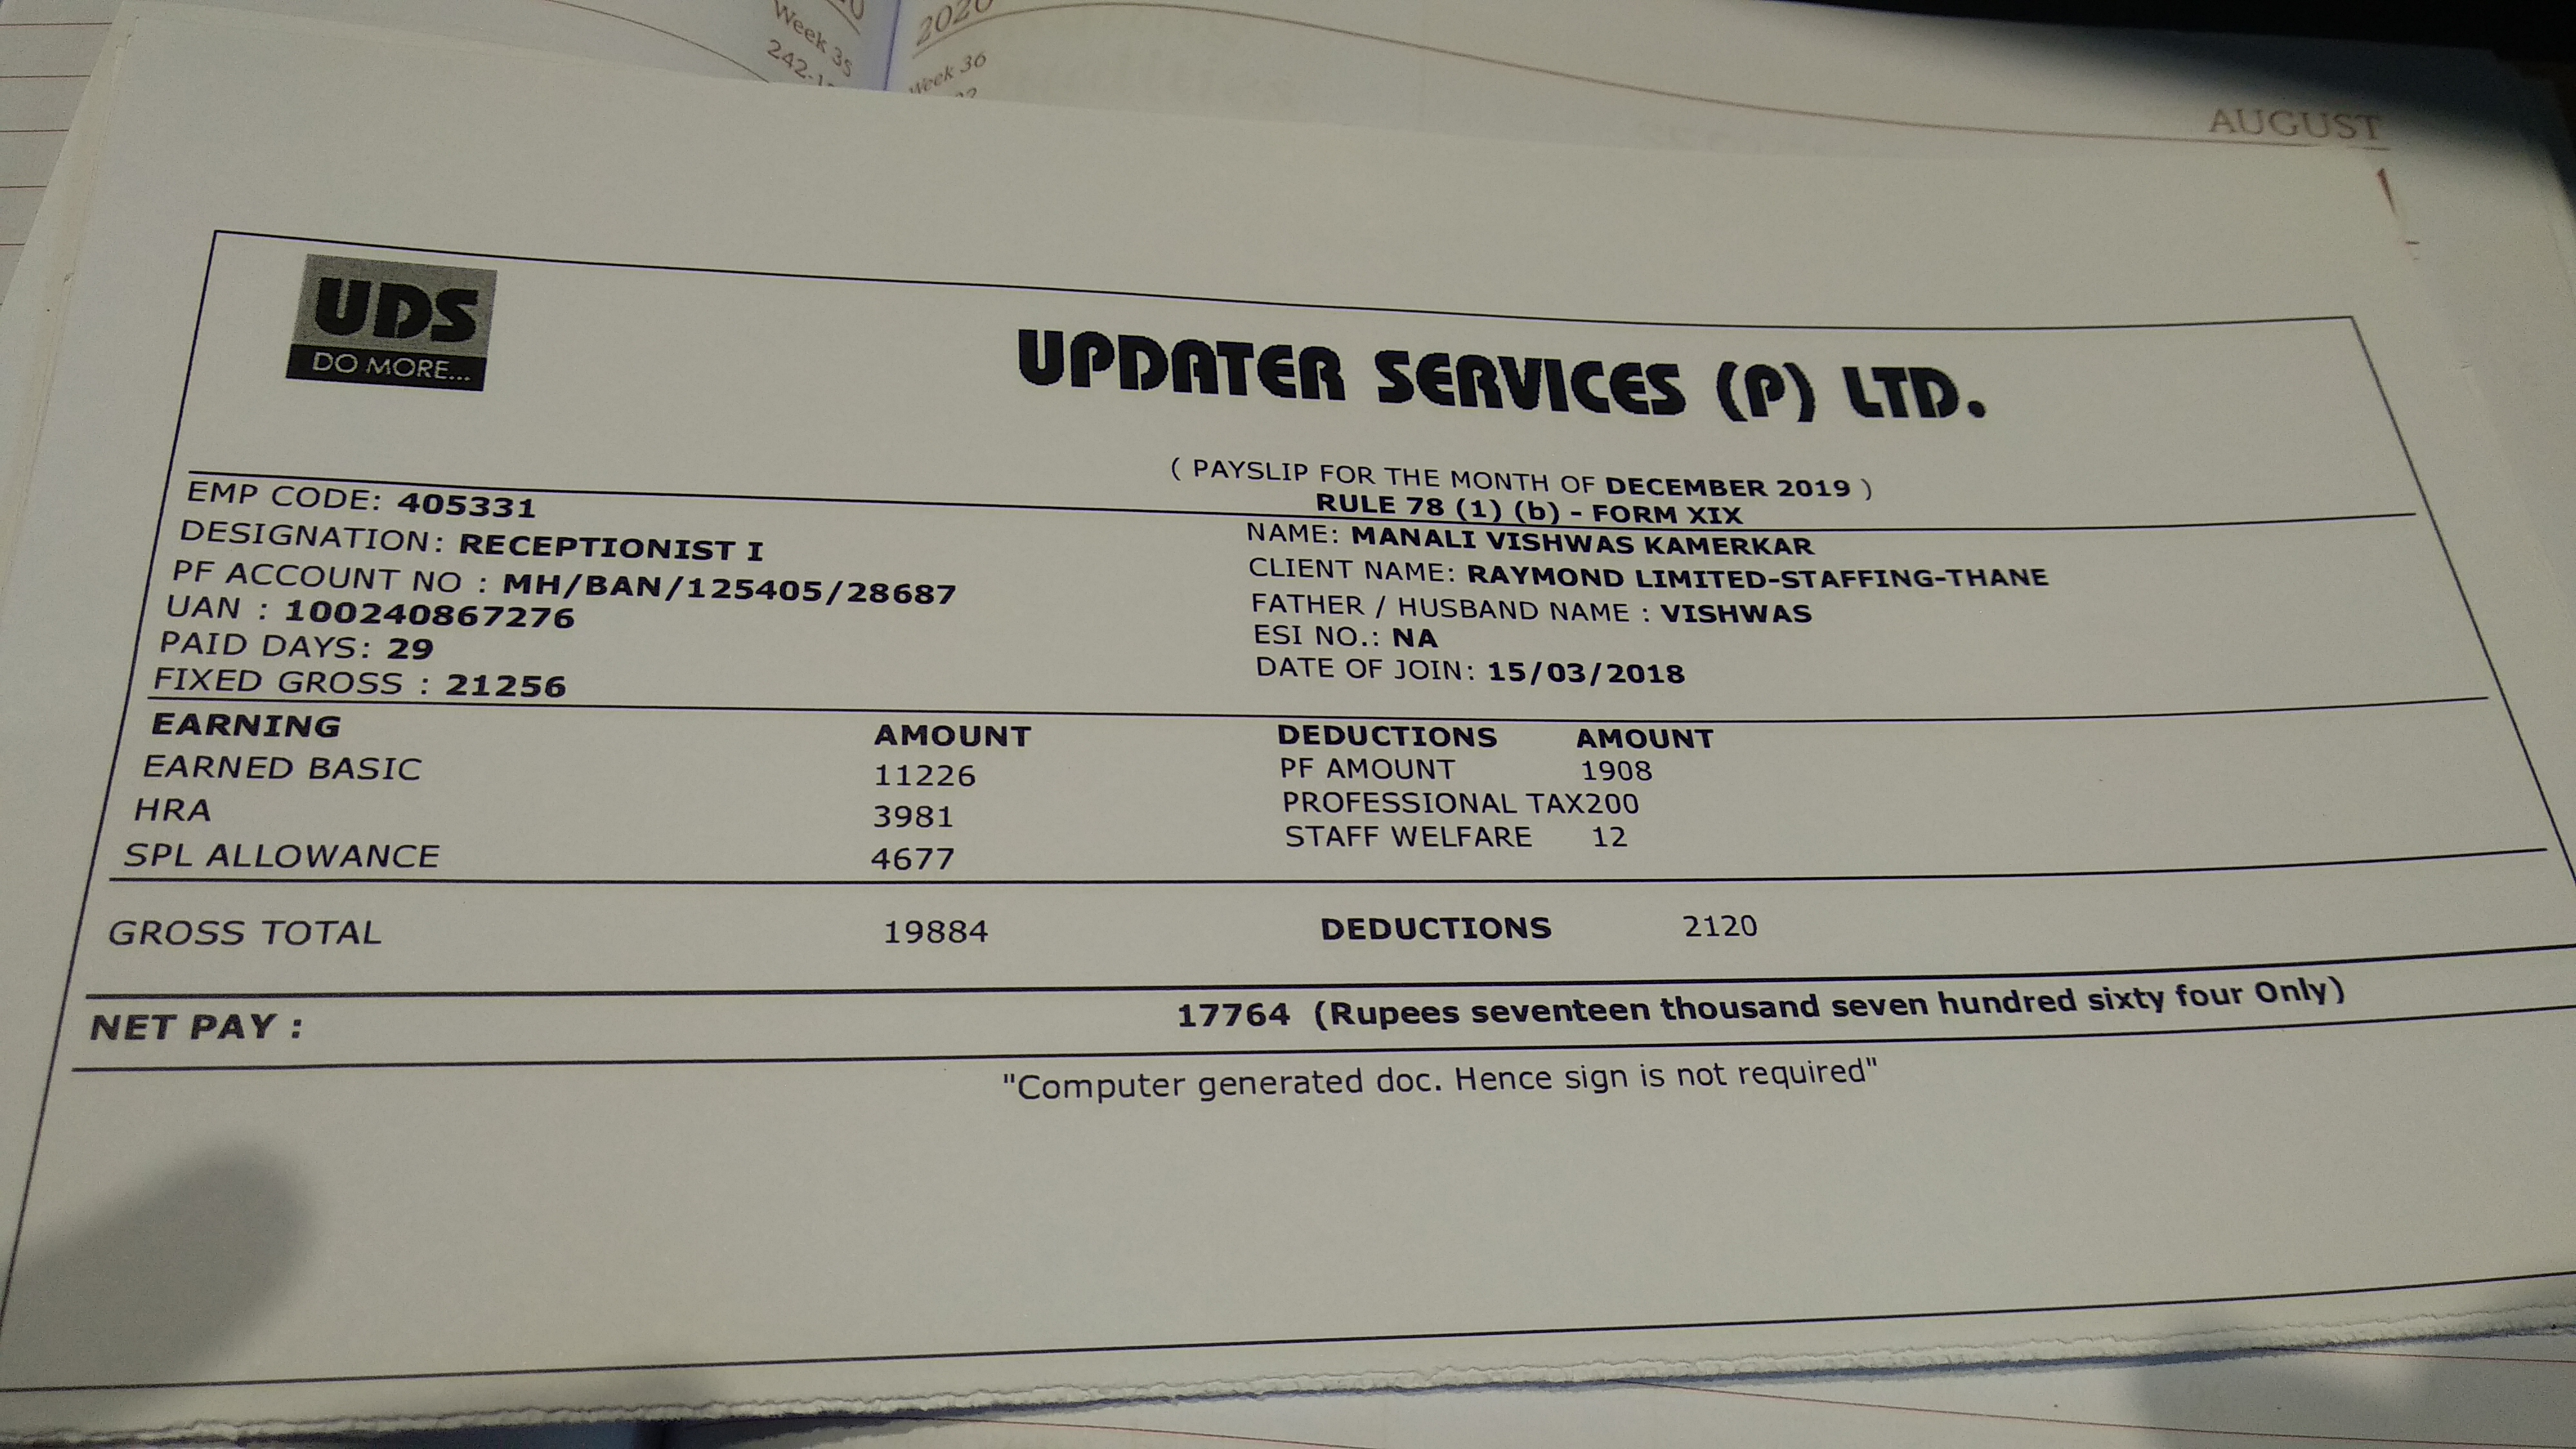 Week 35
2020
Week 36
AUGUST
UDS
DO MORE...
UPDATER SERVICES (P) LTD.
( PAYSLIP FOR THE MONTH OF DECEMBER 2019 )
RULE 78 (1) (b) - FORM XIX
EMP CODE: 405331
DESIGNATION: RECEPTIONIST I
PF ACCOUNT NO : MH/BAN/125405/28687
UAN : 100240867276
PAID DAYS: 29
FIXED GROSS : 21256
NAME: MANALI VISHWAS KAMERKAR
CLIENT NAME: RAYMOND LIMITED-STAFFING-THANE
FATHER / HUSBAND NAME : VISHWAS
ESI NO.: NA
DATE OF JOIN: 15/03/2018
EARNING AMOUNT DEDUCTIONS AMOUNT
EARNED BASIC 11226 PF AMOUNT 1908
HRA 3981 PROFESSIONAL TAX200
SPL ALLOWANCE 4677 STAFF WELFARE 12
GROSS TOTAL 19884 DEDUCTIONS 2120
NET PAY : 17764 (Rupees seventeen thousand seven hundred sixty four Only)
"Computer generated doc. Hence sign is not required"